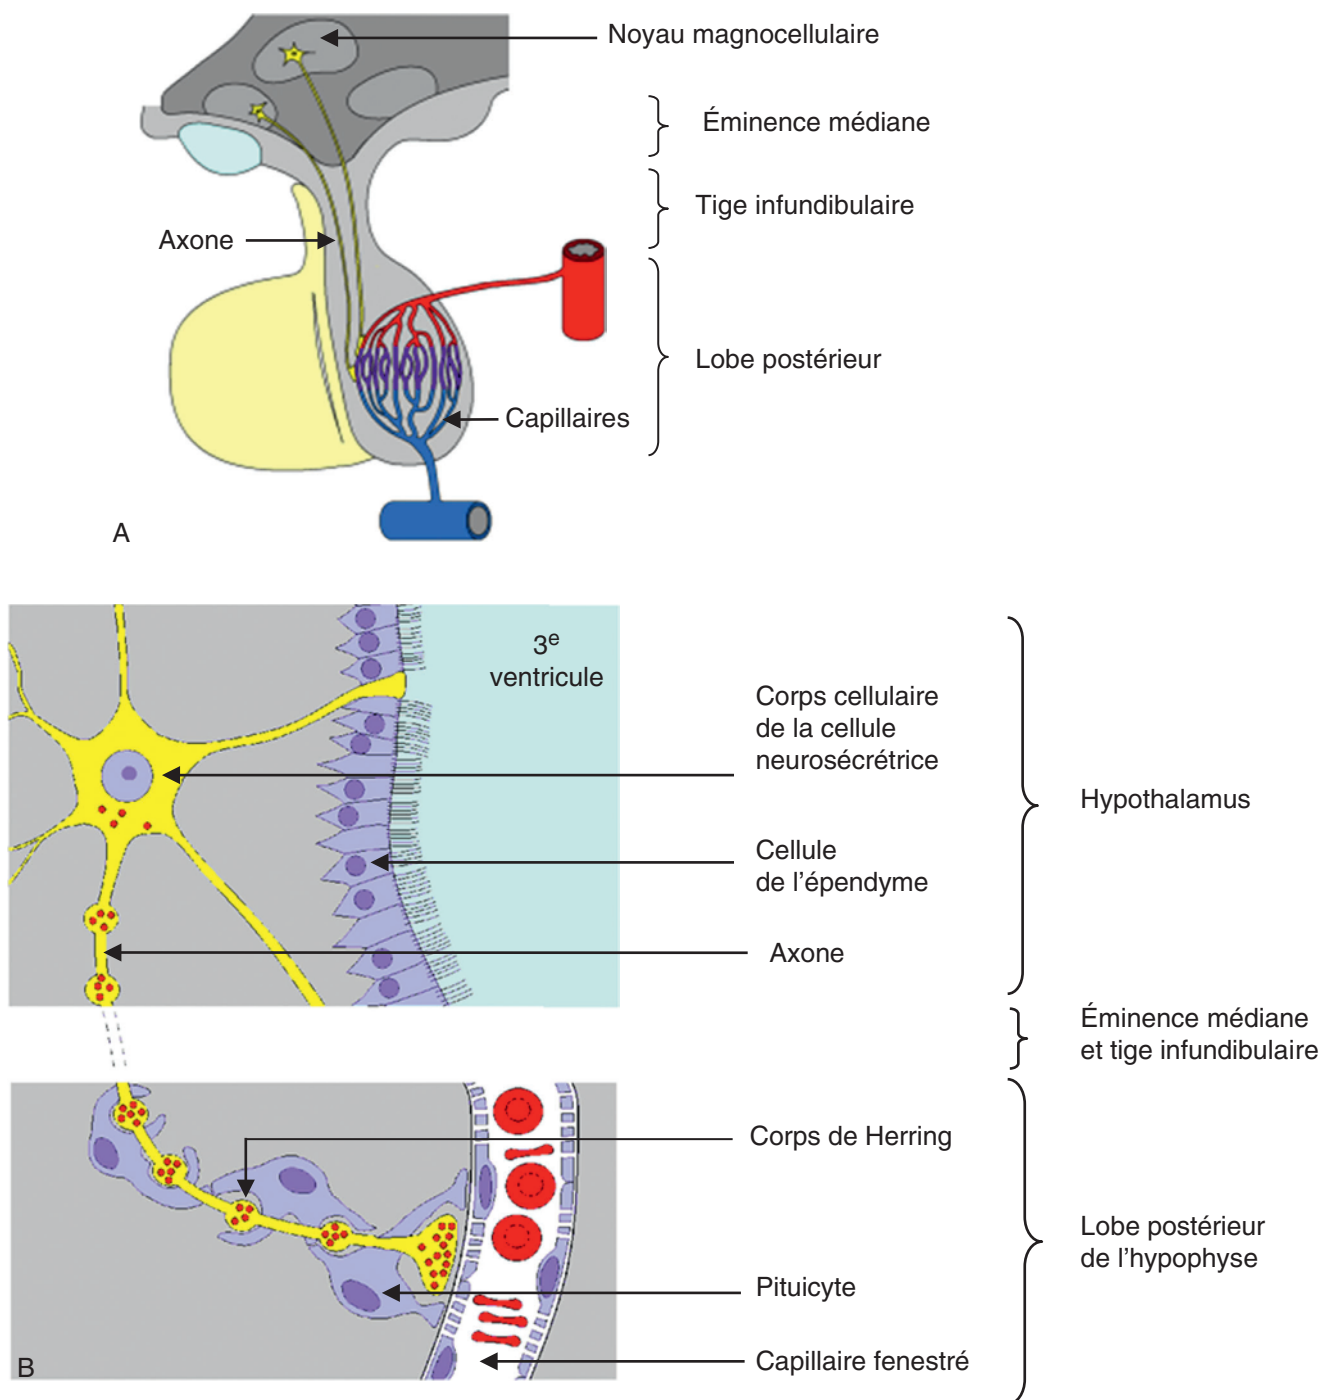 Noyau magnocellulaire
Éminence médiane
Tige infundibulaire
Axone
Lobe postérieur
Capillaires
A
3e
ventricule
Corps cellulaire
de la cellule
neurosécrétrice
Hypothalamus
Cellule
de l'épendyme
Axone
Éminence médiane
et tige infundibulaire
Corps de Herring
Lobe postérieur
de l'hypophyse
Pituicyte
Capillaire fenestré
B